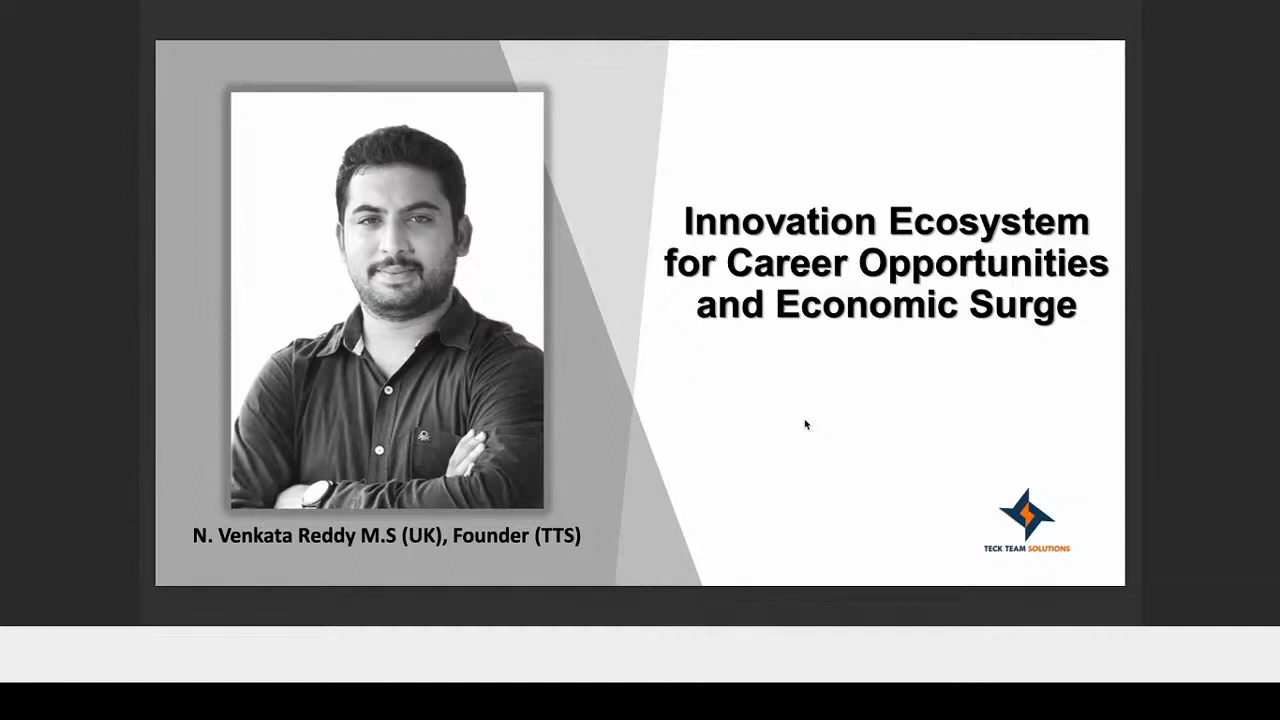 Innovation Ecosystem
for Career Opportunities
and Economic Surge
N. Venkata Reddy M.S (UK), Founder (TTS)
TECK TEAM SOLUTIONS